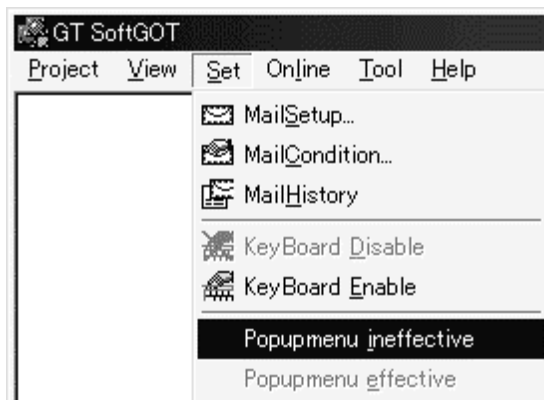 GT SoftGOT
Project View Set Online Tool Help
MailSetup...
MailCondition...
MailHistory
KeyBoard Disable
KeyBoard Enable
Popupmenu ineffective
Popupmenu effective